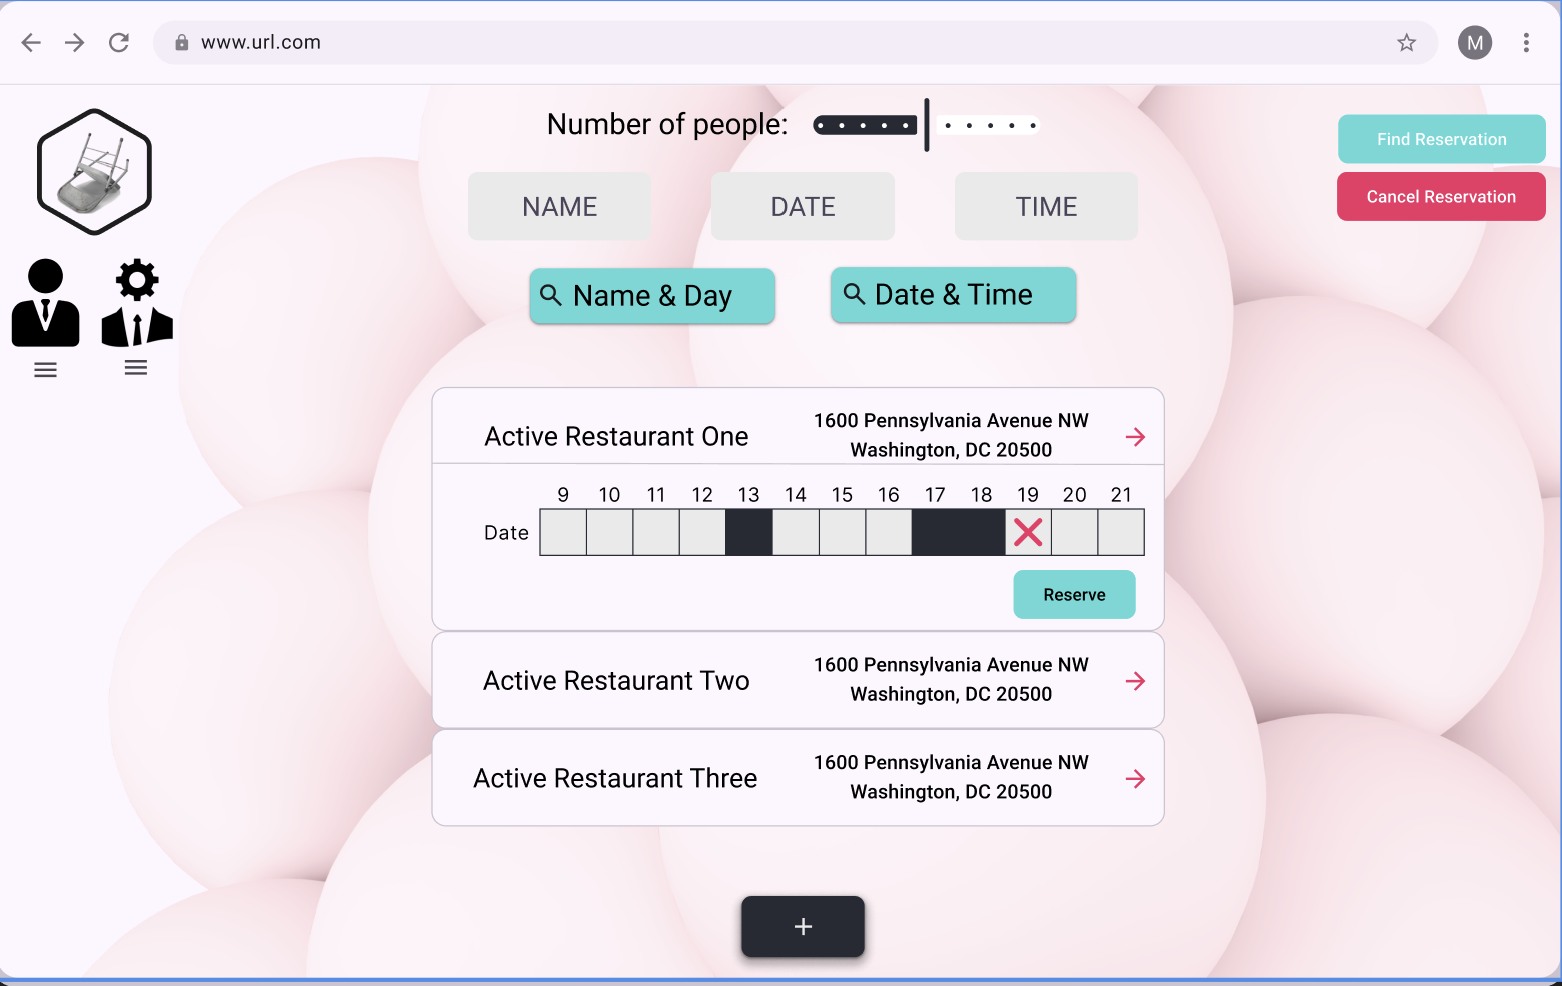 www.url.com
M
Number of people:
Find Reservation
Cancel Reservation
NAME
DATE
TIME
Name & Day
Date & Time
Active Restaurant One
1600 Pennsylvania Avenue NW
Washington, DC 20500
9 10 11 12 13 14 15 16 17 18 19 20 21
Date
Reserve
Active Restaurant Two
1600 Pennsylvania Avenue NW
Washington, DC 20500
Active Restaurant Three
1600 Pennsylvania Avenue NW
Washington, DC 20500
+